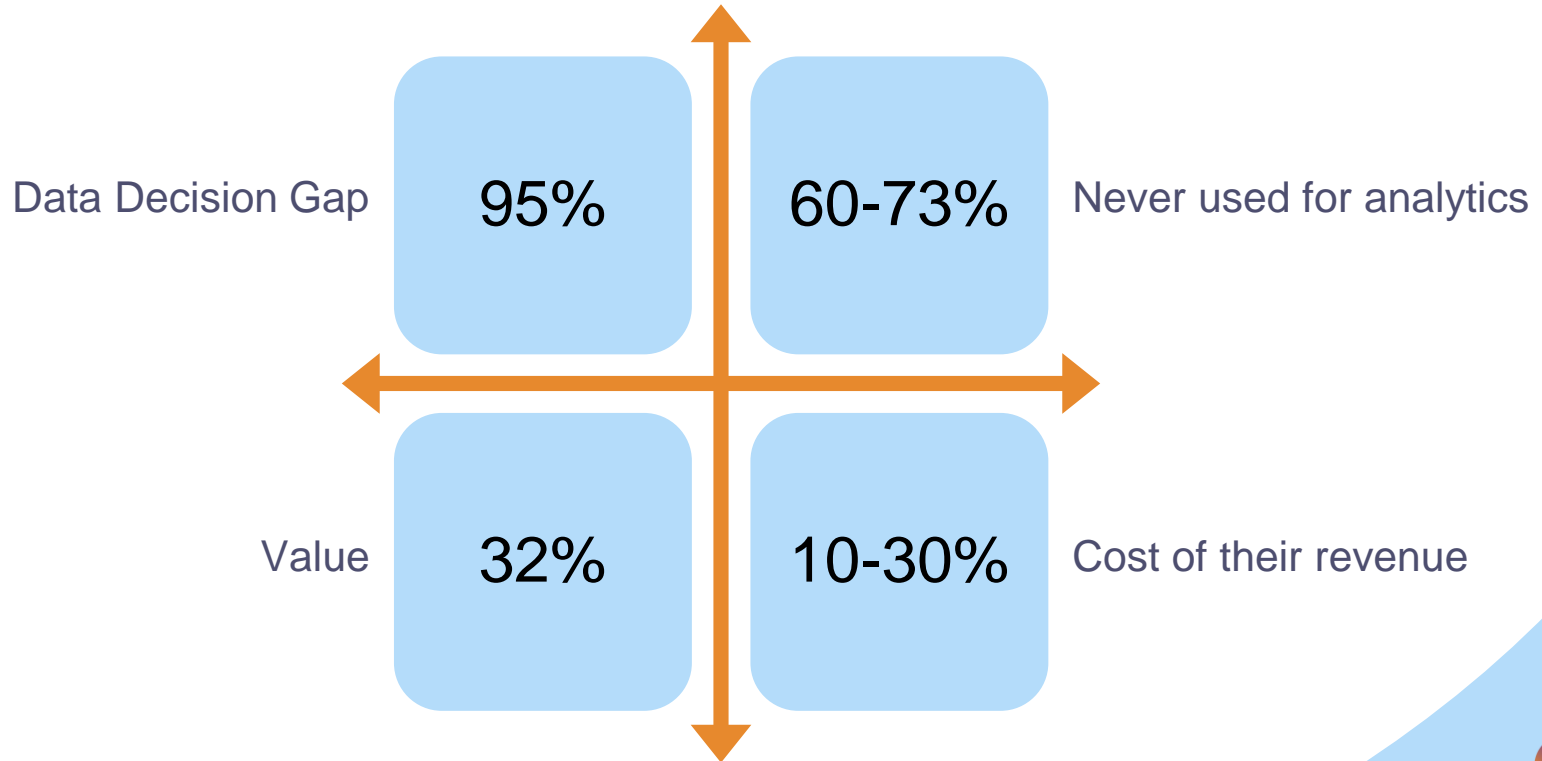 Data Decision Gap
95%
60-73%
Never used for analytics
Value
32%
10-30%
Cost of their revenue